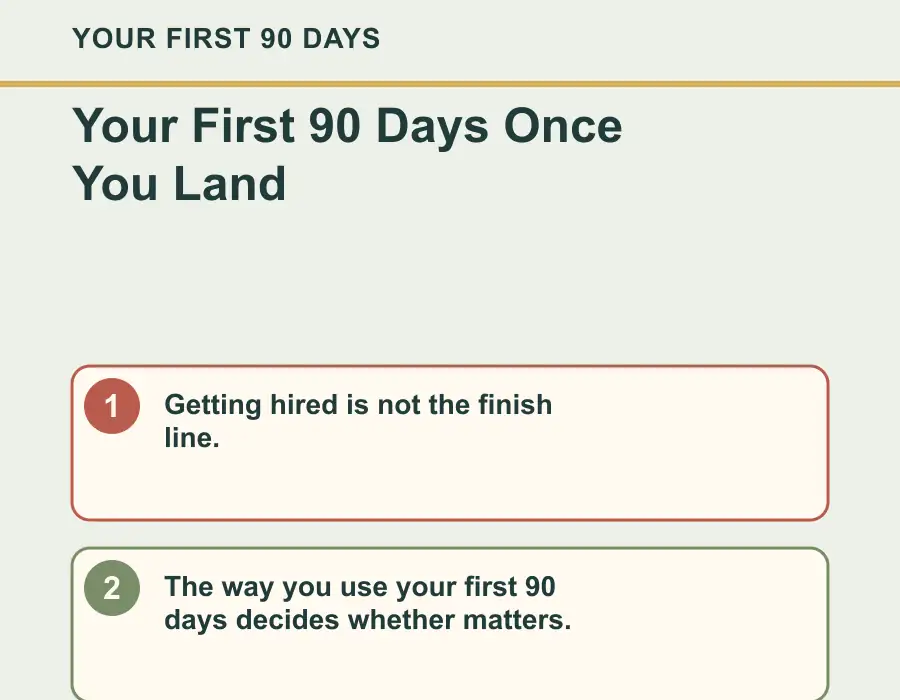 YOUR FIRST 90 DAYS
Your First 90 Days Once
You Land
1
Getting hired is not the finish
line.
2
The way you use your first 90
days decides whether matters.